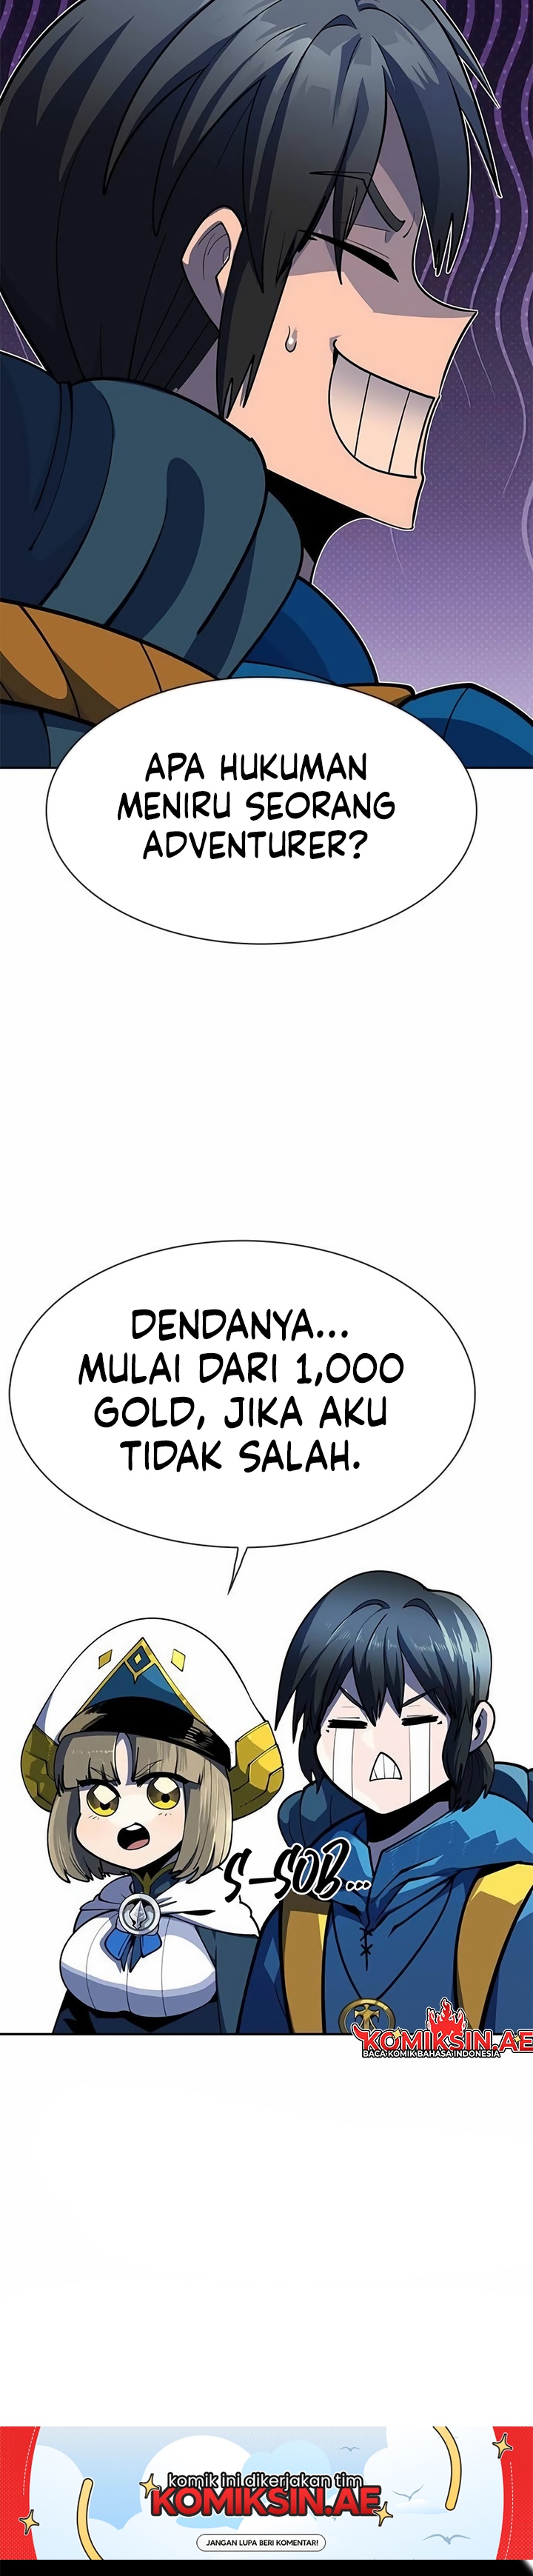 APA HUKUMAN
MENIRU SEORANG
ADVENTURER?
DENDANYA...
MULAI DARI 1,000
GOLD, JIKA AKU
TIDAK SALAH.
S-SOB...
KOMIKSIN.AE
BACA KOMIK BAHASA INDONESIA
komik ini dikerjakan tim
KOMIKSIN.AE
JANGAN LUPA BERI KOMENTAR!